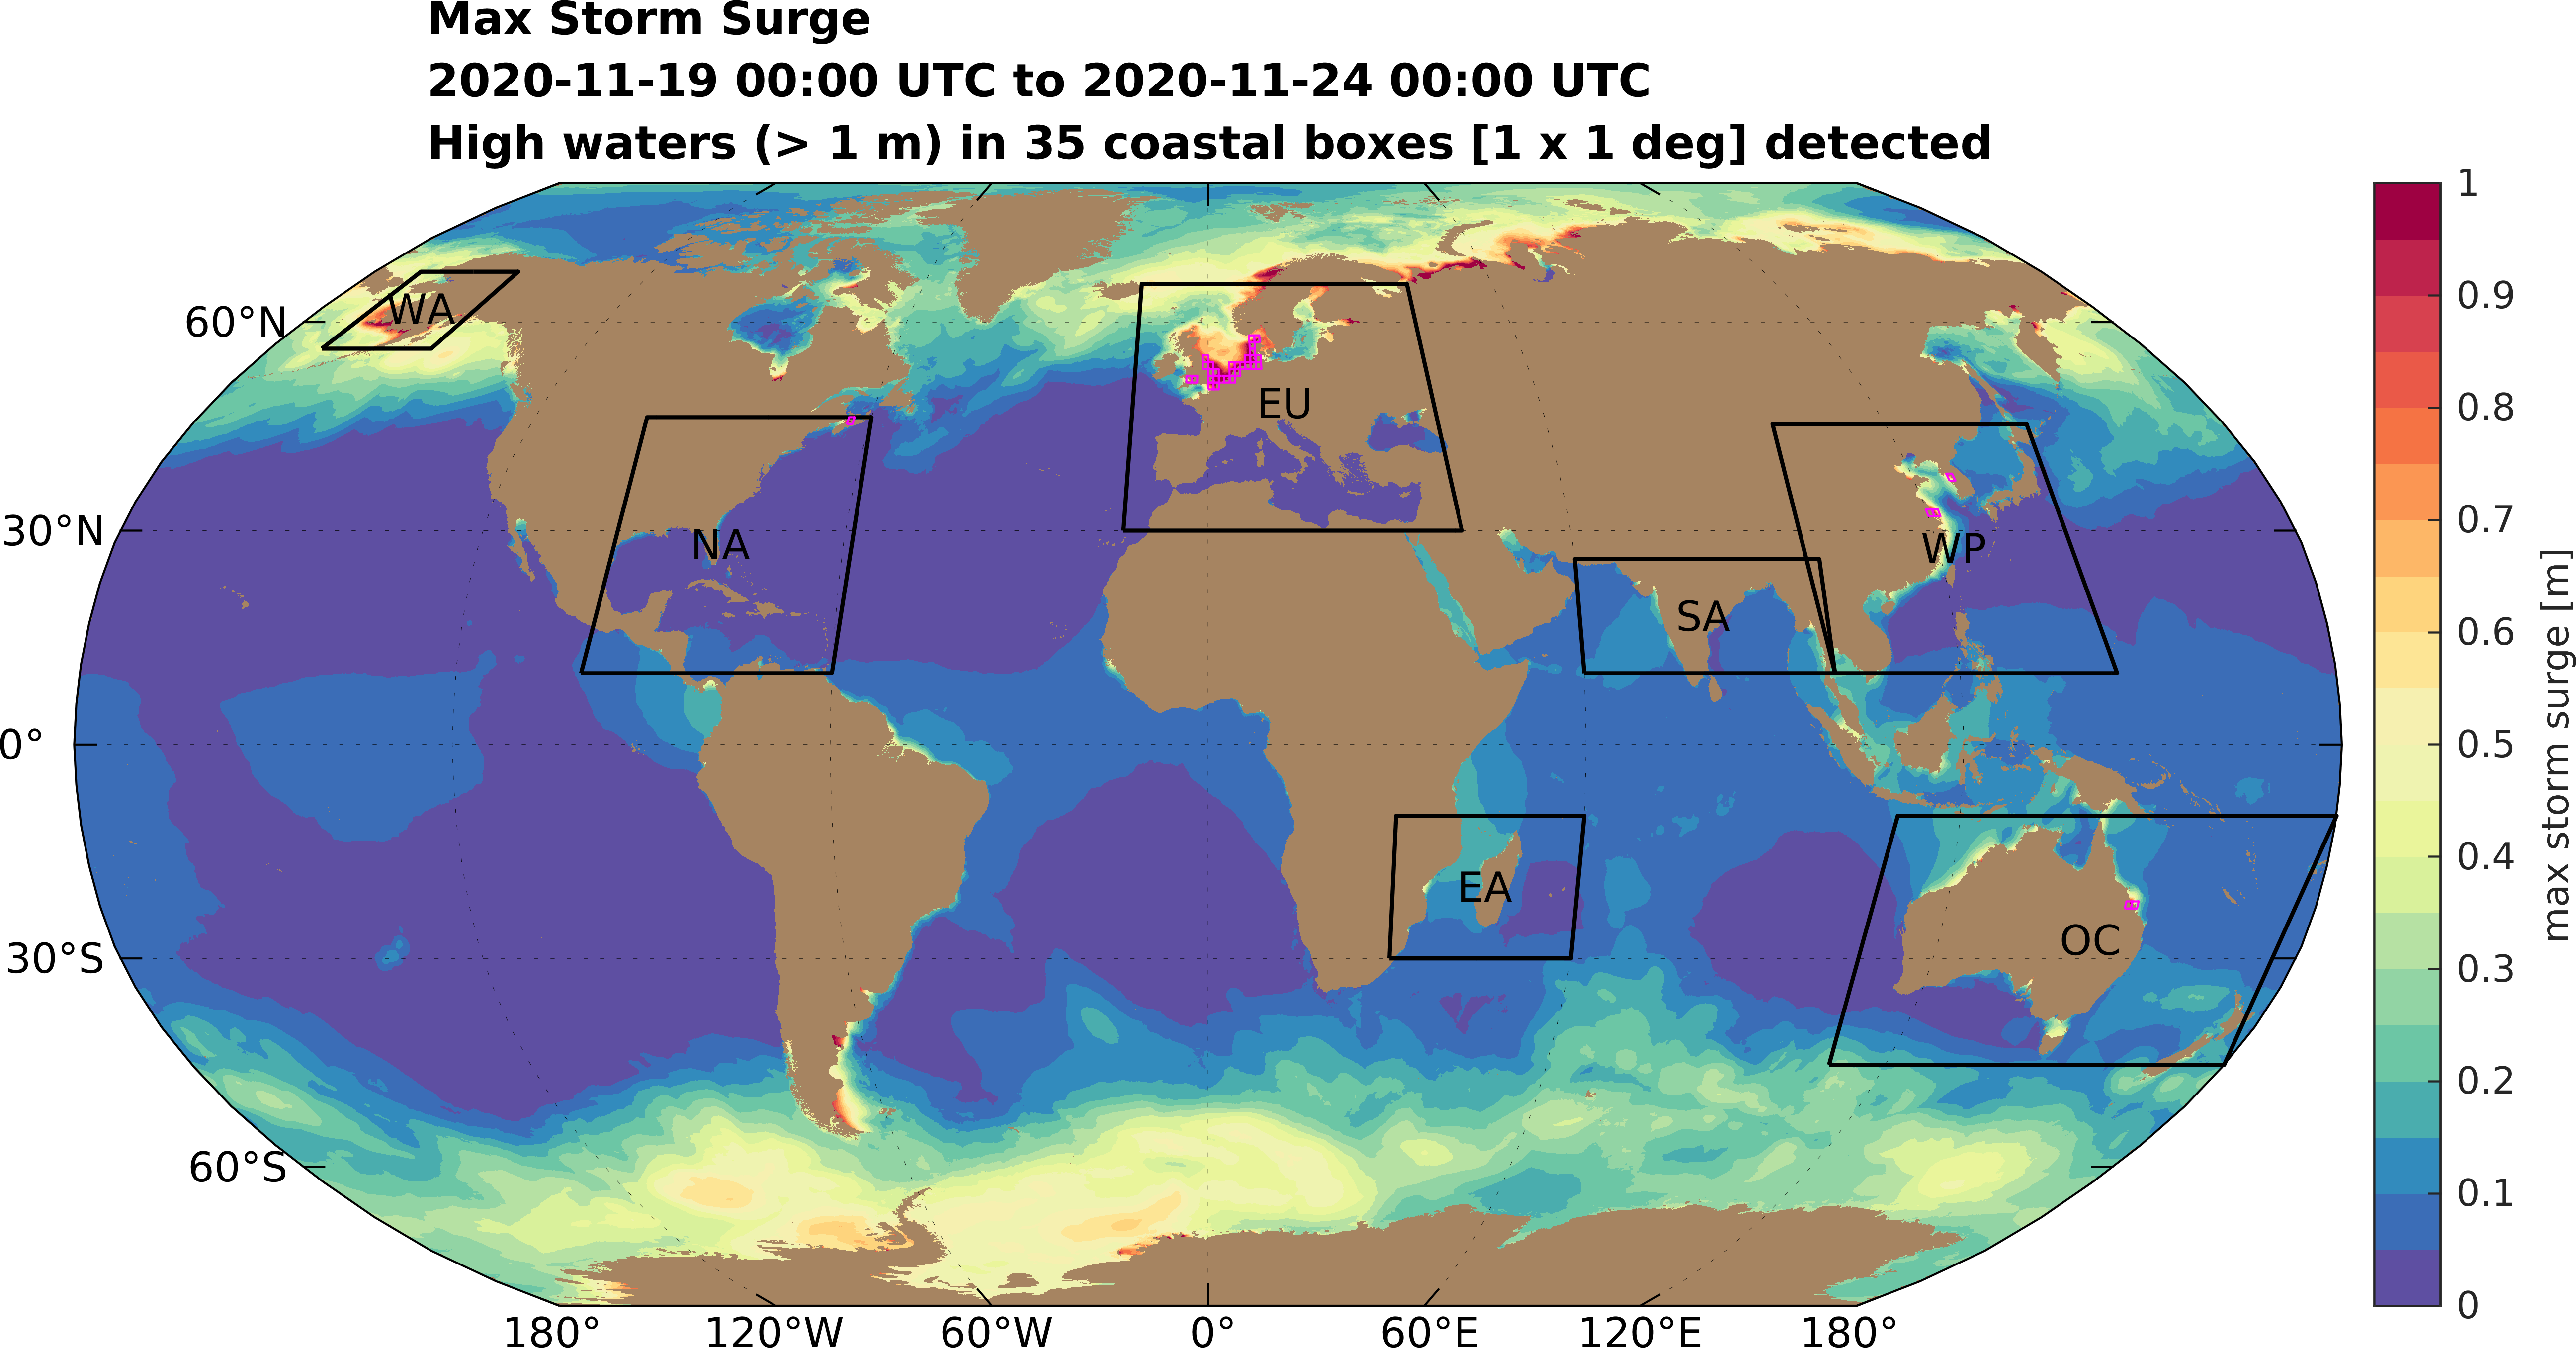 Max Storm Surge
2020-11-19 00:00 UTC to 2020-11-24 00:00 UTC
High waters (> 1 m) in 35 coastal boxes [1 x 1 deg] detected
60°N
30°N
0°
30°S
60°S
180°
120°W
60°W
0°
60°E
120°E
180°
WA
NA
EU
SA
WP
EA
OC
1
0.9
0.8
0.7
0.6
0.5
0.4
0.3
0.2
0.1
0
max storm surge [m]